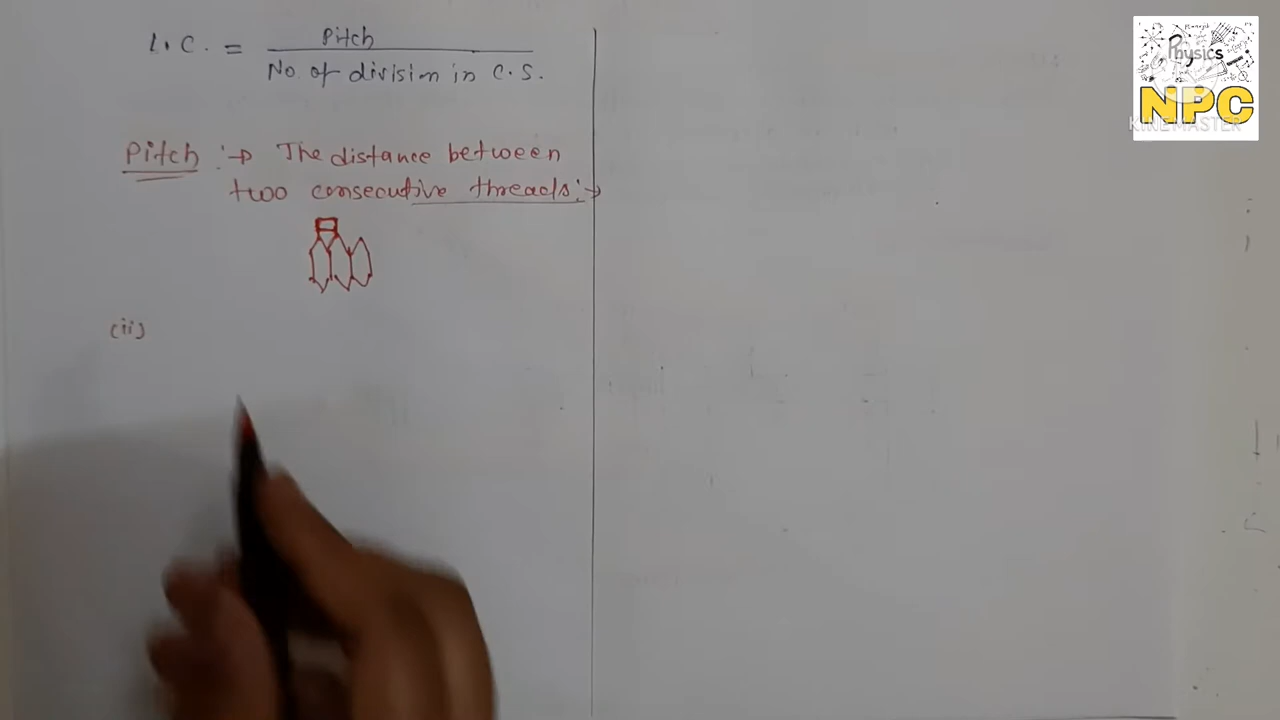 L.C. = Pitch
No. of division in C.S.
Pitch :→ The distance between
two consecutive threads:→
(ii)
Physics
NPC
KINEMASTER